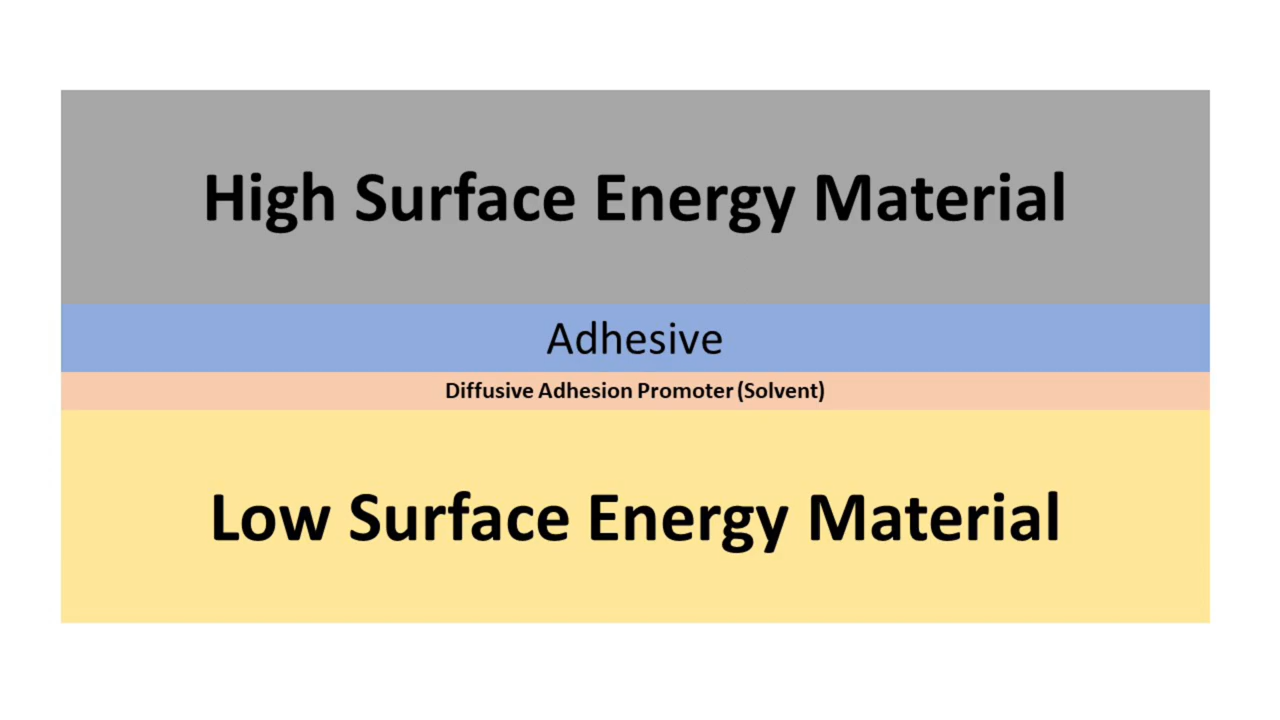 High Surface Energy Material
Adhesive
Diffusive Adhesion Promoter (Solvent)
Low Surface Energy Material